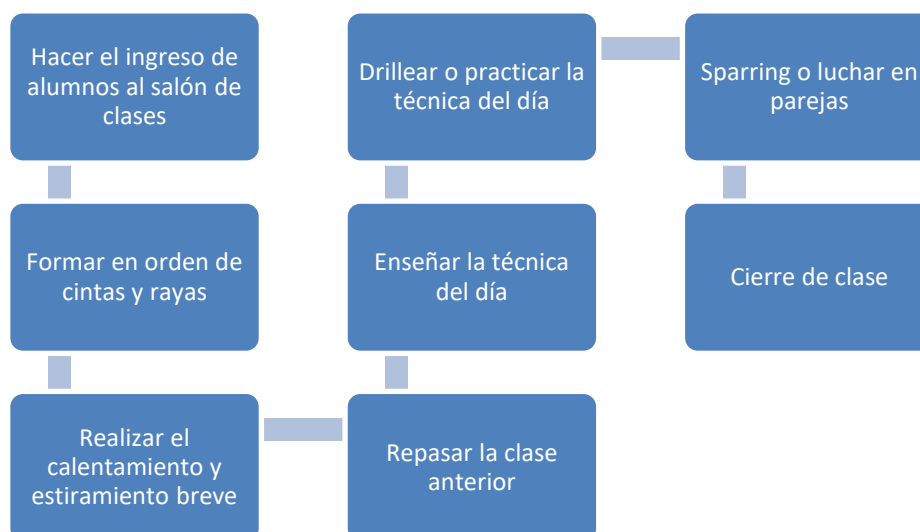 Hacer el ingreso de
alumnos al salón de
clases
Formar en orden de
cintas y rayas
Realizar el
calentamiento y
estiramiento breve
Repasar la clase
anterior
Enseñar la técnica
del día
Drillear o practicar la
técnica del día
Sparring o luchar en
parejas
Cierre de clase